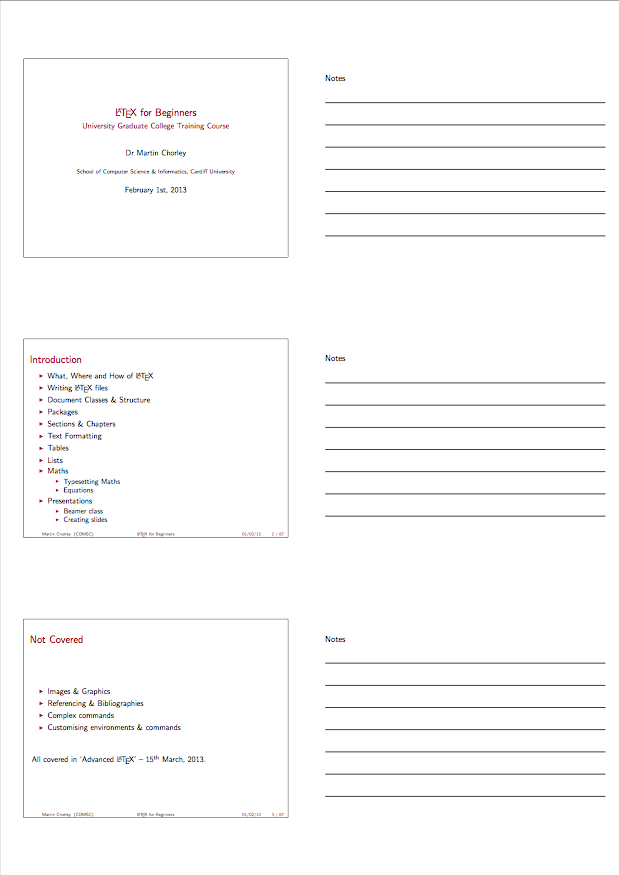 LATEX for Beginners
University Graduate College Training Course
Dr Martin Chorley
School of Computer Science & Informatics, Cardiff University
February 1st, 2013
Notes
Introduction
▶ What, Where and How of LATEX
▶ Writing LATEX files
▶ Document Classes & Structure
▶ Packages
▶ Sections & Chapters
▶ Text Formatting
▶ Tables
▶ Lists
▶ Maths
▶ Typesetting Maths
▶ Equations
▶ Presentations
▶ Beamer class
▶ Creating slides
Martin Chorley (COMSC) LATEX for Beginners 01/02/13 2 / 67
Notes
Not Covered
▶ Images & Graphics
▶ Referencing & Bibliographies
▶ Complex commands
▶ Customising environments & commands
All covered in ‘Advanced LATEX’ – 15th March, 2013.
Martin Chorley (COMSC) LATEX for Beginners 01/02/13 3 / 67
Notes